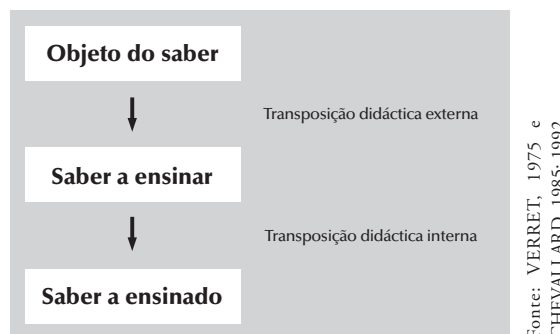 Objeto do saber
Transposição didáctica externa
Saber a ensinar
Transposição didáctica interna
Saber a ensinado
Fonte: VERRET, 1975 e
CHEVALLARD, 1985; 1992